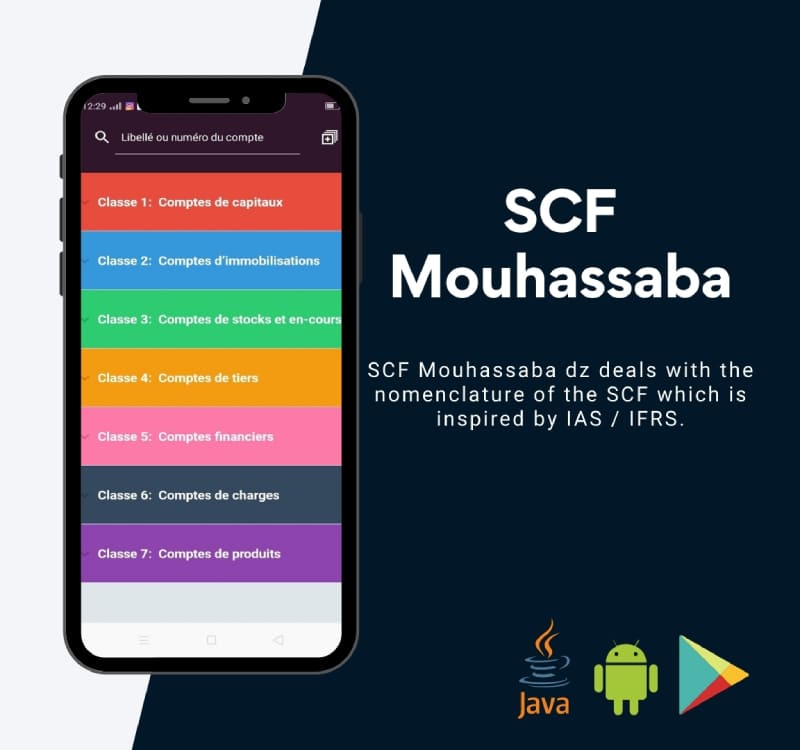 12:29
Libellé ou numéro du compte
Classe 1: Comptes de capitaux
Classe 2: Comptes d'immobilisations
Classe 3: Comptes de stocks et en-cours
Classe 4: Comptes de tiers
Classe 5: Comptes financiers
Classe 6: Comptes de charges
Classe 7: Comptes de produits
SCF
Mouhassaba
SCF Mouhassaba dz deals with the
nomenclature of the SCF which is
inspired by IAS / IFRS.
Java